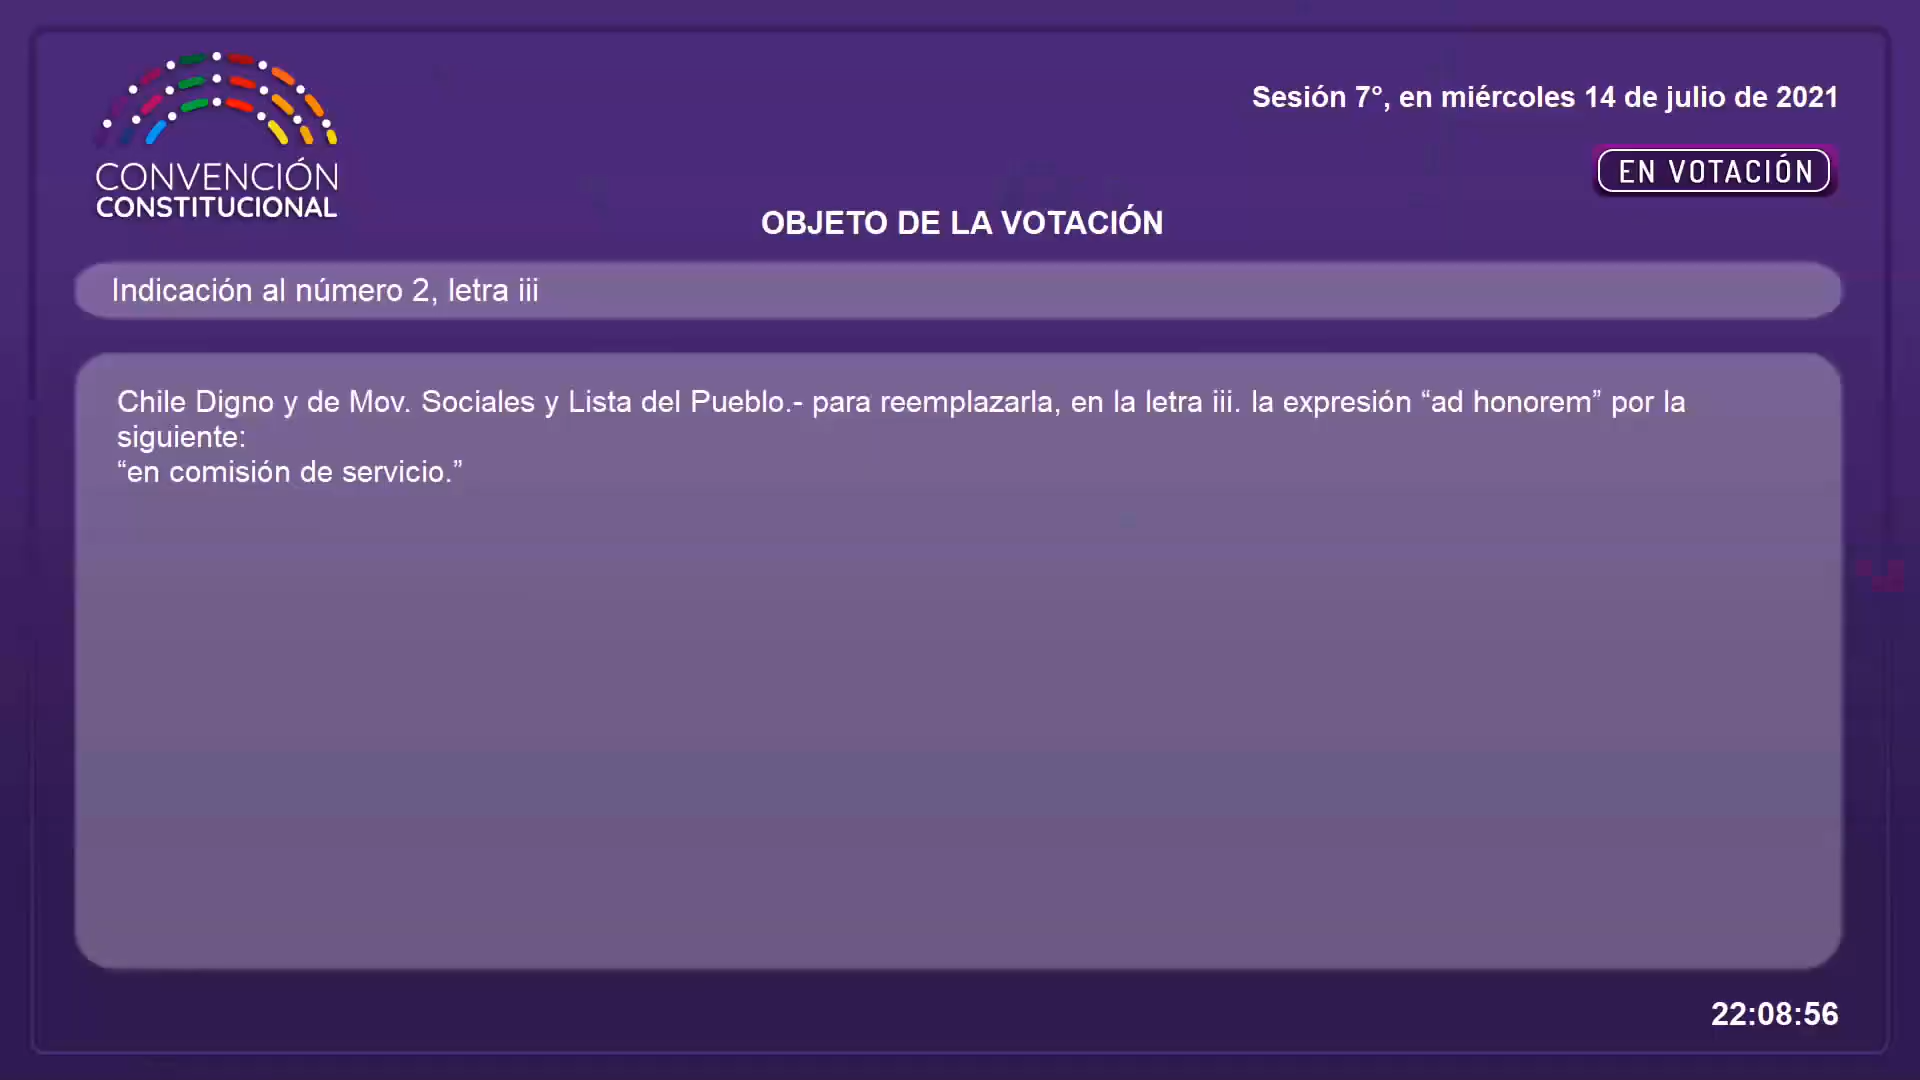 CONVENCIÓN
CONSTITUCIONAL
Sesión 7°, en miércoles 14 de julio de 2021
EN VOTACIÓN
OBJETO DE LA VOTACIÓN
Indicación al número 2, letra iii
Chile Digno y de Mov. Sociales y Lista del Pueblo.- para reemplazarla, en la letra iii. la expresión “ad honorem” por la
siguiente:
“en comisión de servicio.”
22:08:56